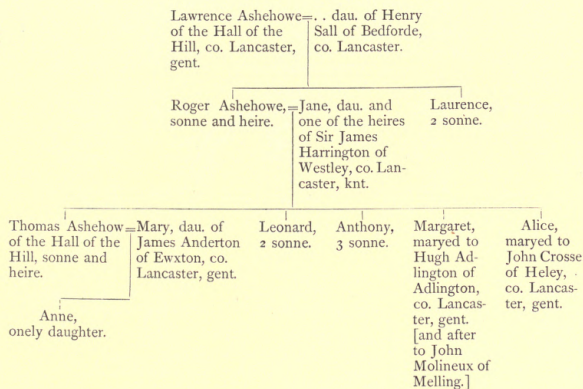 Lawrence Ashehowe=. . dau. of Henry
of the Hall of the Sall of Bedforde,
Hill, co. Lancaster, co. Lancaster.
gent.
Roger Ashehowe,=Jane, dau. and
sonne and heire. one of the heires
of Sir James
Harrington of
Westley, co. Lan-
caster, knt.
Laurence,
2 sonne.
Thomas Ashehow=Mary, dau. of
of the Hall of the James Anderton
Hill, sonne and of Ewxton, co.
heire. Lancaster, gent.
Leonard,
2 sonne.
Anthony,
3 sonne.
Margaret,
maryed to
Hugh Ad-
lington of
Adlington,
co. Lancas-
ter, gent.
[and after
to John
Molineux of
Melling.]
Alice,
maryed to
John Crosse
of Heley,
co. Lancas-
ter, gent.
Anne,
onely daughter.